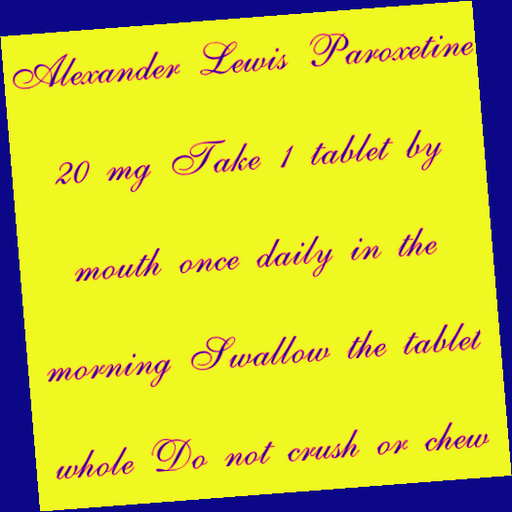 Alexander Lewis Paroxetine
20 mg Take 1 tablet by
mouth once daily in the
morning Swallow the tablet
whole Do not crush or chew